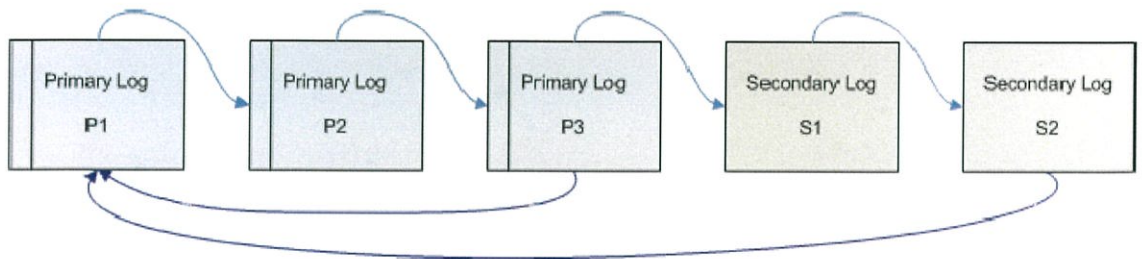 Primary Log
P1
Primary Log
P2
Primary Log
P3
Secondary Log
S1
Secondary Log
S2